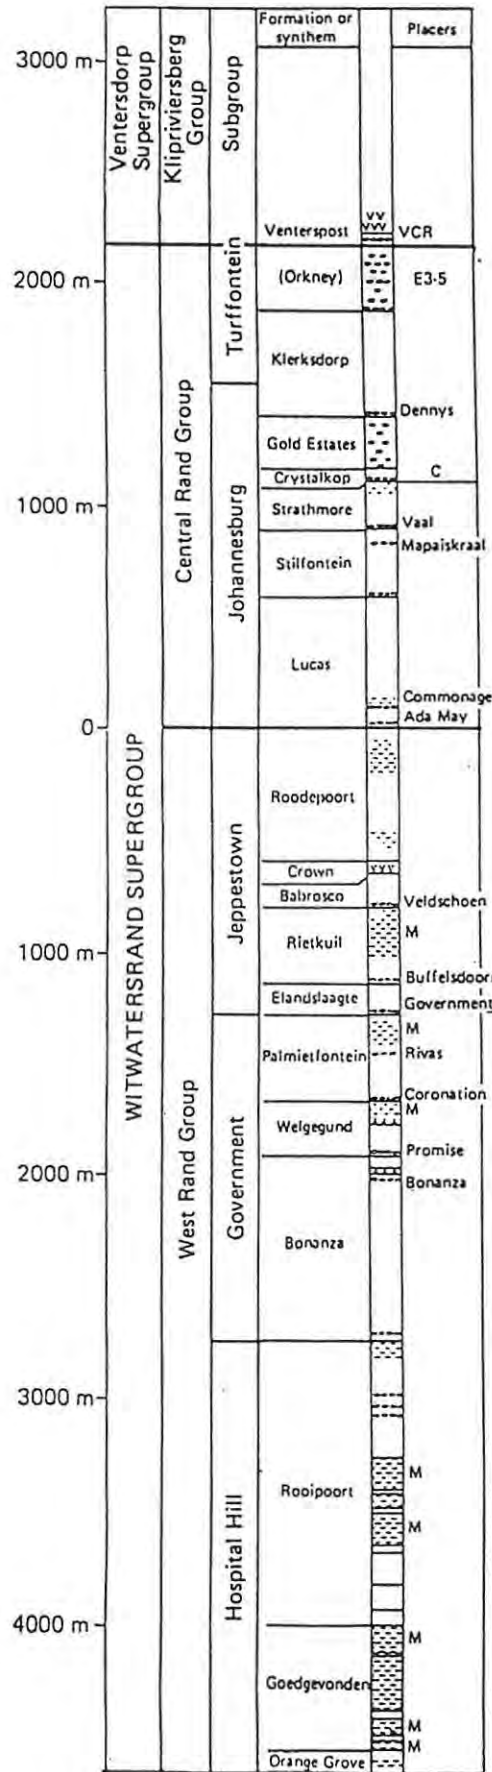 Formation or
synthem
Placers
3000 m
Ventersdorp
Supergroup
Klipriviersberg
Group
Subgroup
vv
vvv
Venterspost
VCR
2000 m
Turffontein
(Orkney)
E3-5
Klerksdorp
Dennys
Central Rand Group
Johannesburg
Gold Estates
C
Crystalkop
1000 m
Strathmore
Vaal
Mapaiskraal
Stilfontein
Lucas
Commonage
Ada May
0
WITWATERSRAND SUPERGROUP
West Rand Group
Jeppestown
Roodepoort
Crown
vvv
Babrosco
Veldschoen
M
Rietkuil
1000 m
Buffelsdoorn
Elandslaagte
Government
Government
M
Palmietfontein
Rivas
Coronation
M
Welgegund
Promise
2000 m
Bonanza
Bonanza
3000 m
Hospital Hill
M
Rooipoort
M
4000 m
M
Goedgevonden
M
M
Orange Grove